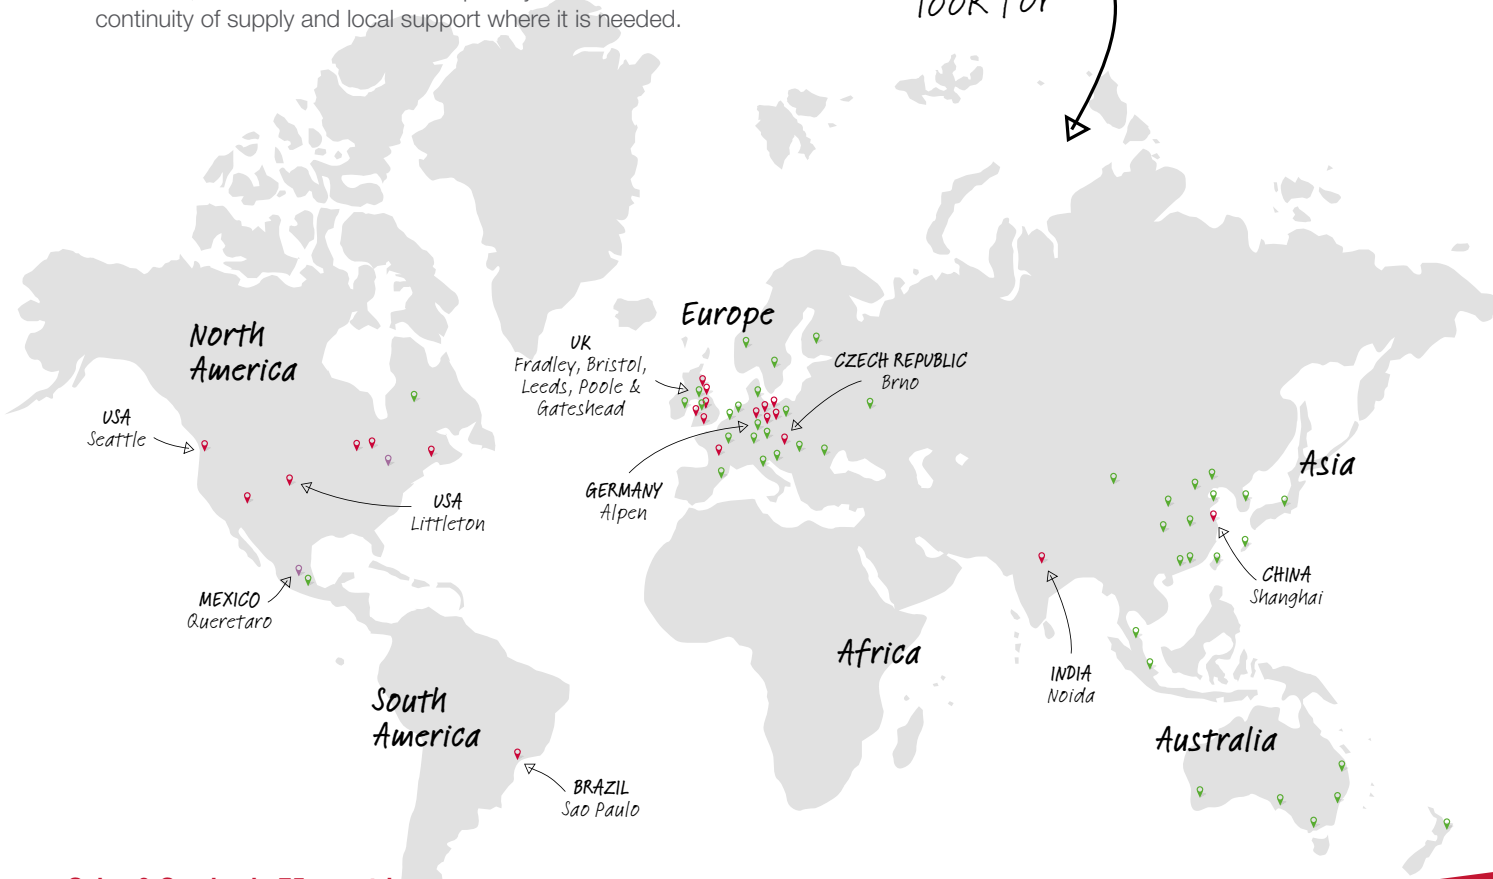 continuity of supply and local support where it is needed.
look for
Europe
North
America
UK
Fradley, Bristol,
Leeds, Poole &
Gateshead
CZECH REPUBLIC
Brno
USA
Seattle
Asia
GERMANY
Alpen
USA
Littleton
CHINA
Shanghai
MEXICO
Queretaro
Africa
INDIA
Noida
South
America
Australia
BRAZIL
Sao Paulo